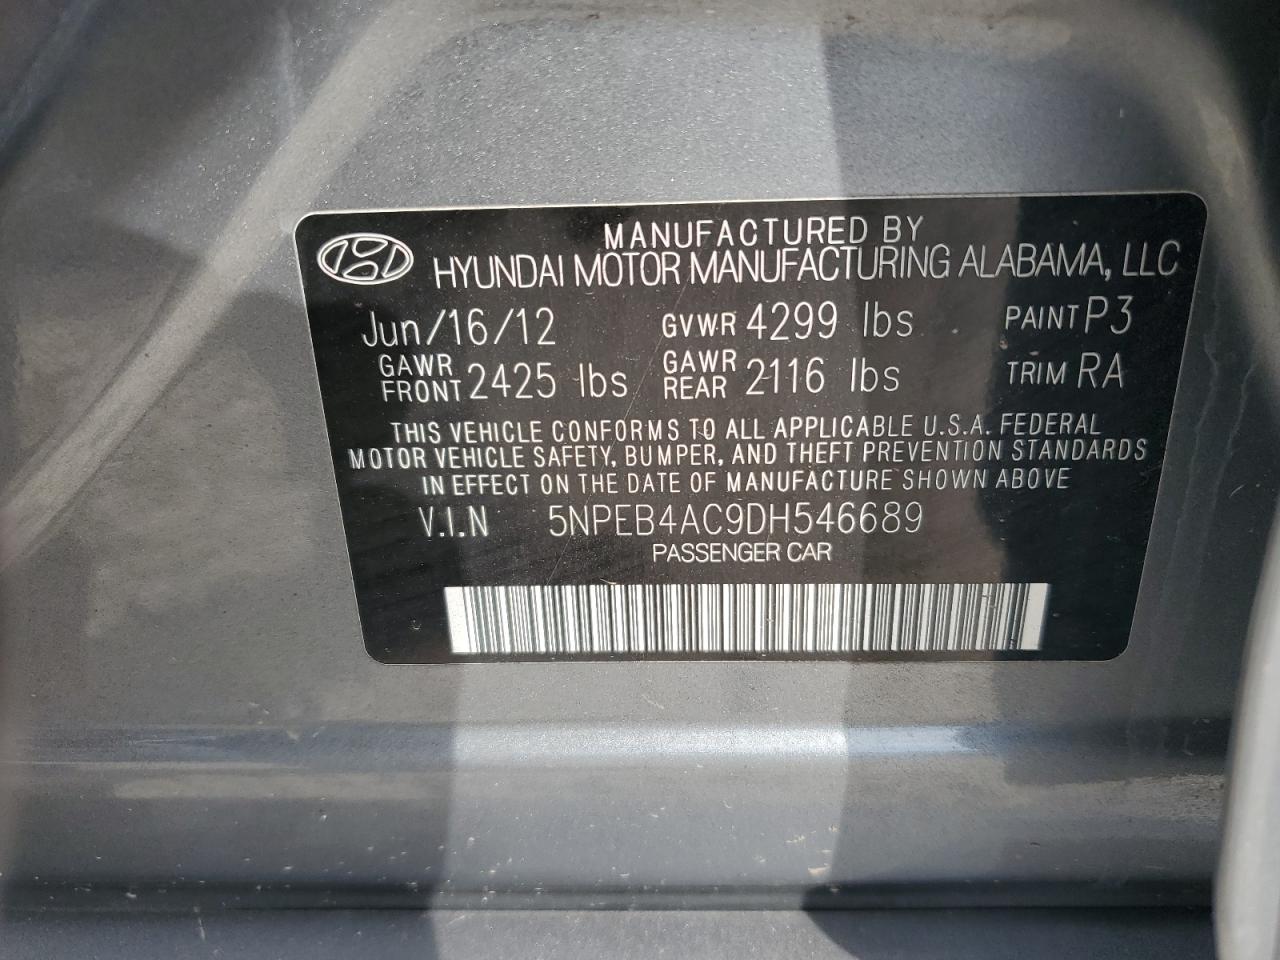 MANUFACTURED BY
HYUNDAI MOTOR MANUFACTURING ALABAMA, LLC
Jun/16/12 GVWR 4299 lbs PAINT P3
GAWR FRONT 2425 lbs GAWR REAR 2116 lbs TRIM RA
THIS VEHICLE CONFORMS TO ALL APPLICABLE U.S.A. FEDERAL
MOTOR VEHICLE SAFETY, BUMPER, AND THEFT PREVENTION STANDARDS
IN EFFECT ON THE DATE OF MANUFACTURE SHOWN ABOVE
V.I.N 5NPEB4AC9DH546689
PASSENGER CAR